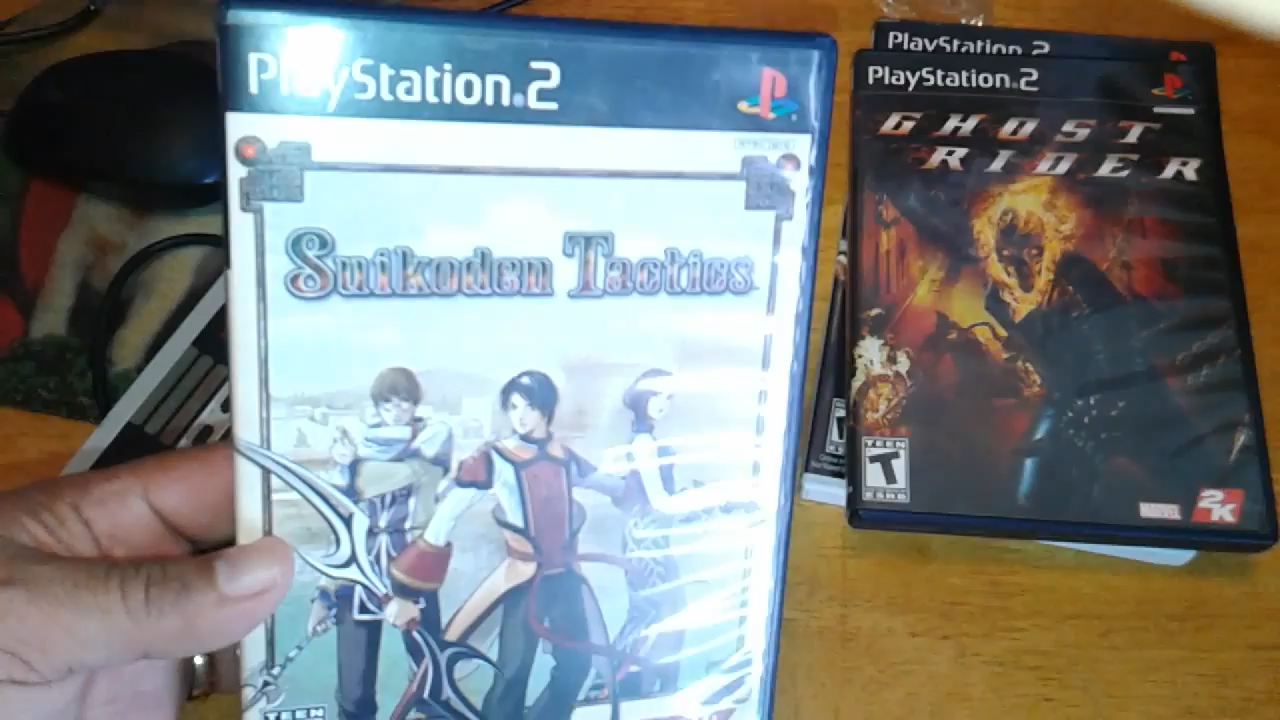 PlayStation.2
Suikoden Tactics
TEEN
PlayStation 2
PlayStation.2
GHOST
RIDER
TEEN
T
ESRB
MARVEL
2K